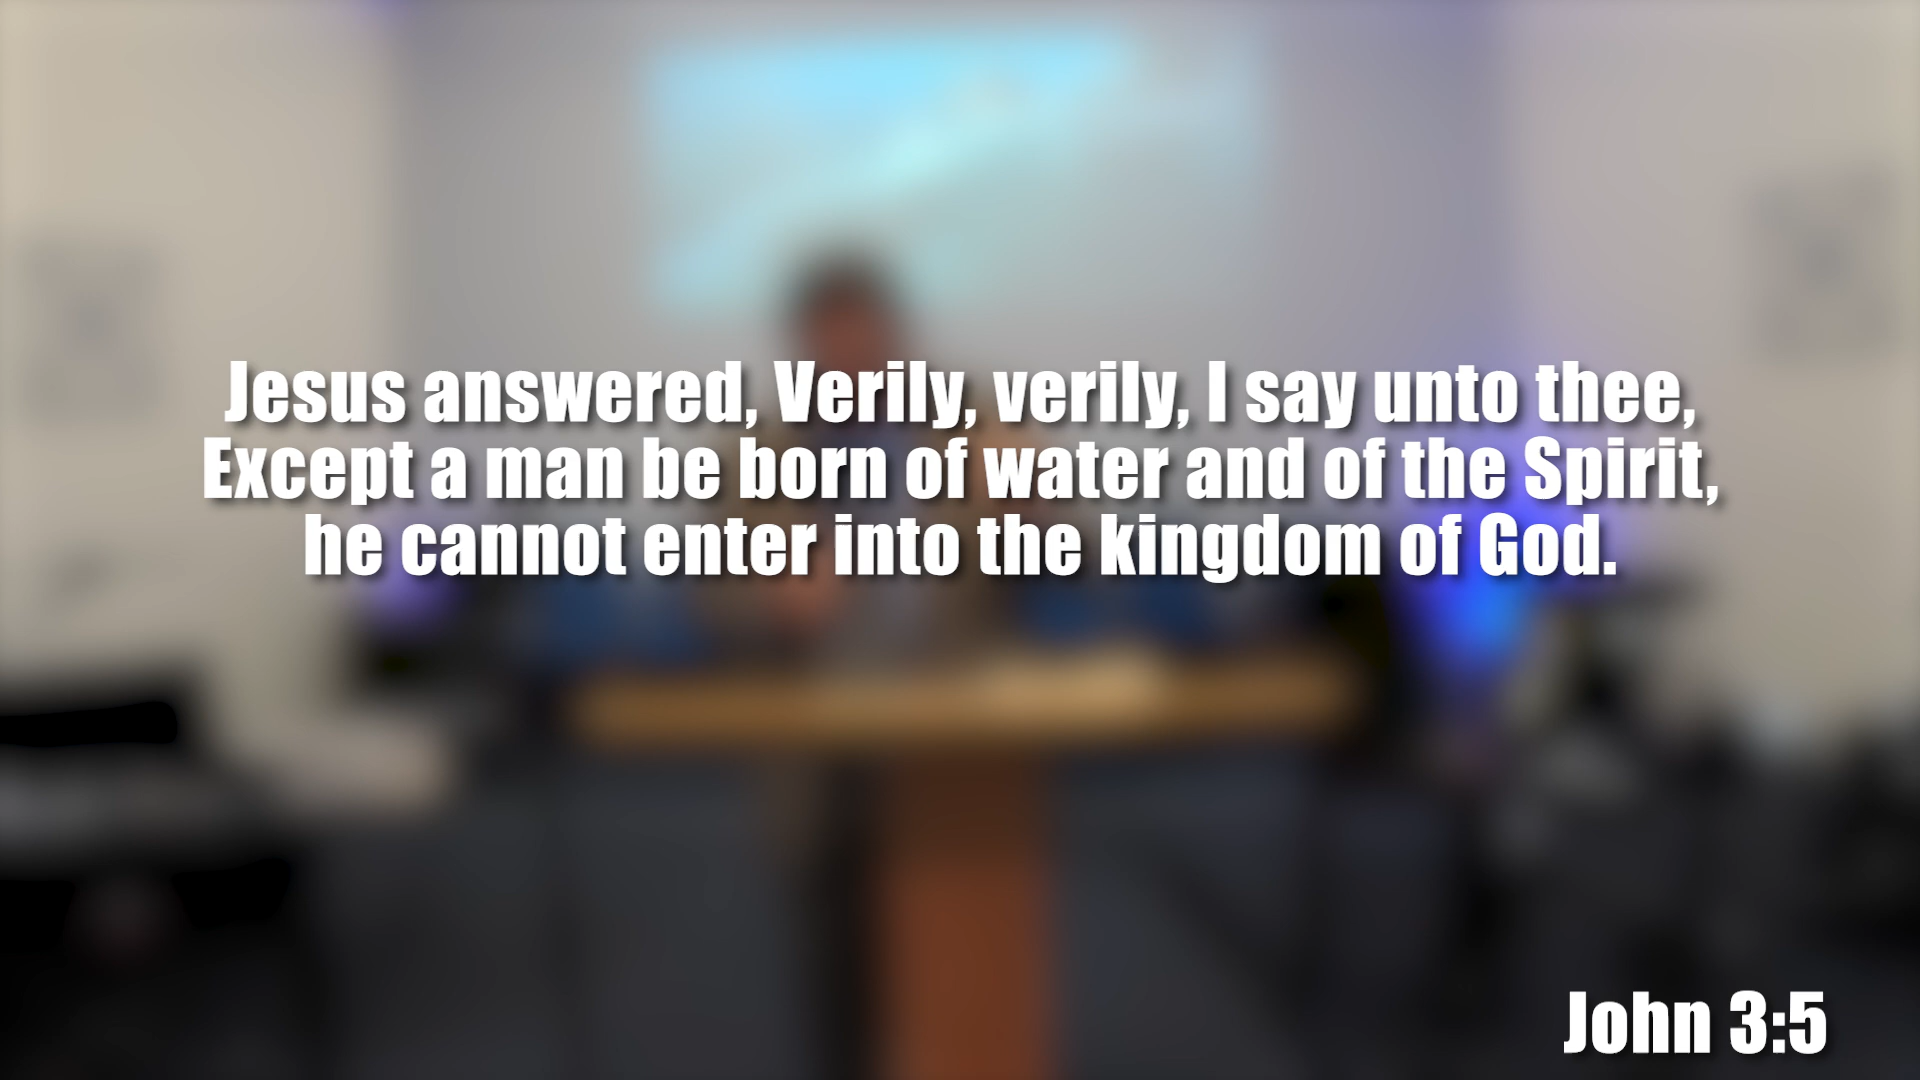 Jesus answered, Verily, verily, I say unto thee,
Except a man be born of water and of the Spirit,
he cannot enter into the kingdom of God.
John 3:5